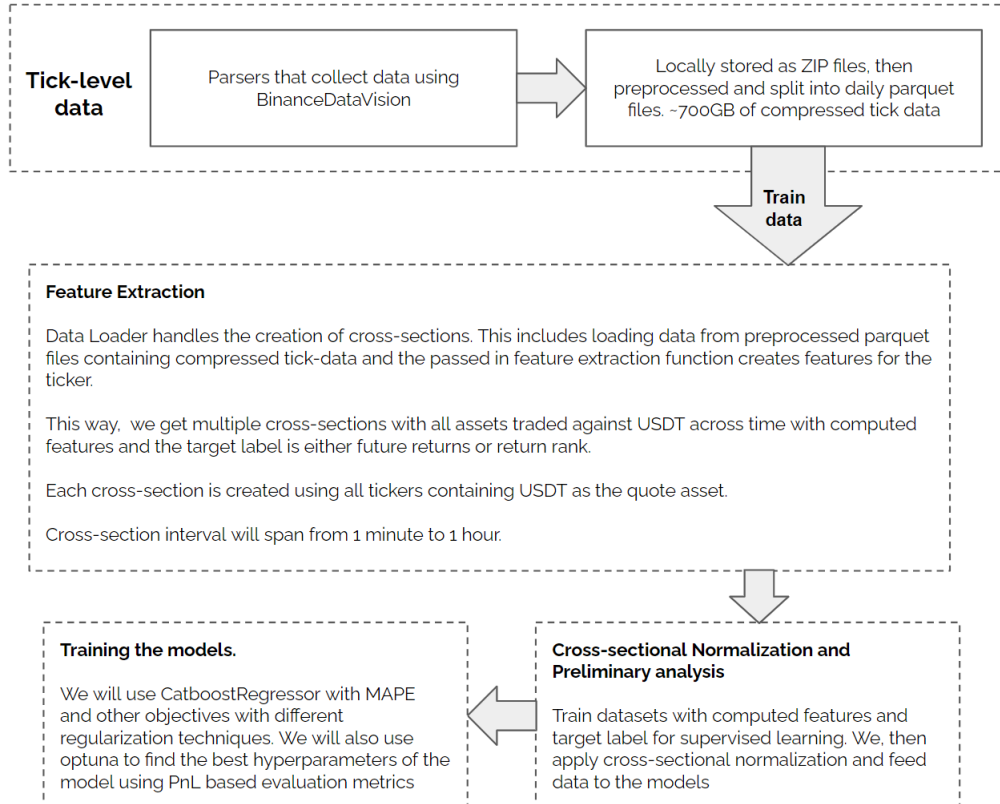 Tick-level
data
Parsers that collect data using
BinanceDataVision
Locally stored as ZIP files, then
preprocessed and split into daily parquet
files. ~700GB of compressed tick data
Train
data
Feature Extraction
Data Loader handles the creation of cross-sections. This includes loading data from preprocessed parquet
files containing compressed tick-data and the passed in feature extraction function creates features for the
ticker.
This way, we get multiple cross-sections with all assets traded against USDT across time with computed
features and the target label is either future returns or return rank.
Each cross-section is created using all tickers containing USDT as the quote asset.
Cross-section interval will span from 1 minute to 1 hour.
Cross-sectional Normalization and
Preliminary analysis
Train datasets with computed features and
target label for supervised learning. We, then
apply cross-sectional normalization and feed
data to the models
Training the models.
We will use CatboostRegressor with MAPE
and other objectives with different
regularization techniques. We will also use
optuna to find the best hyperparameters of the
model using PnL based evaluation metrics